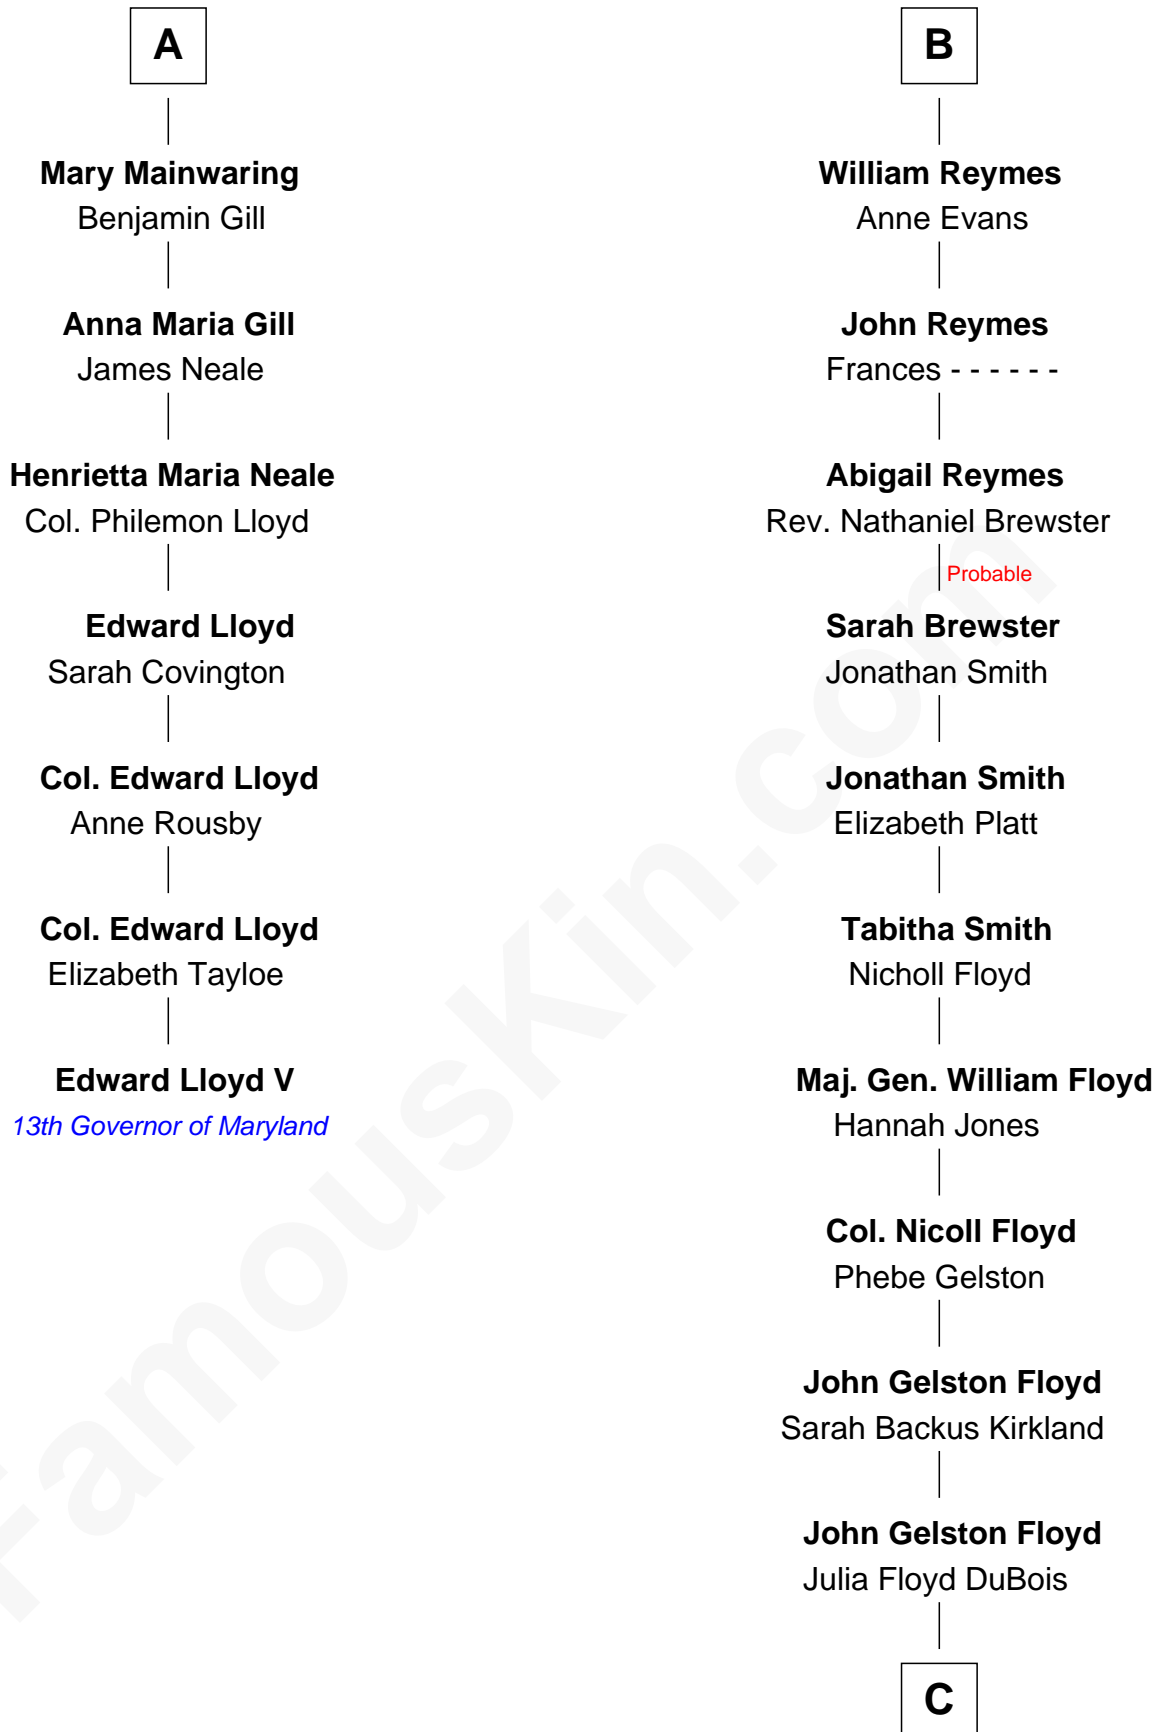 A
Mary Mainwaring
Benjamin Gill
Anna Maria Gill
James Neale
Henrietta Maria Neale
Col. Philemon Lloyd
Edward Lloyd
Sarah Covington
Col. Edward Lloyd
Anne Rousby
Col. Edward Lloyd
Elizabeth Tayloe
Edward Lloyd V
13th Governor of Maryland
B
William Reymes
Anne Evans
John Reymes
Frances - - - - - -
Abigail Reymes
Rev. Nathaniel Brewster
Probable
Sarah Brewster
Jonathan Smith
Jonathan Smith
Elizabeth Platt
Tabitha Smith
Nicholl Floyd
Maj. Gen. William Floyd
Hannah Jones
Col. Nicoll Floyd
Phebe Gelston
John Gelston Floyd
Sarah Backus Kirkland
John Gelston Floyd
Julia Floyd DuBois
C
FamousKin.com